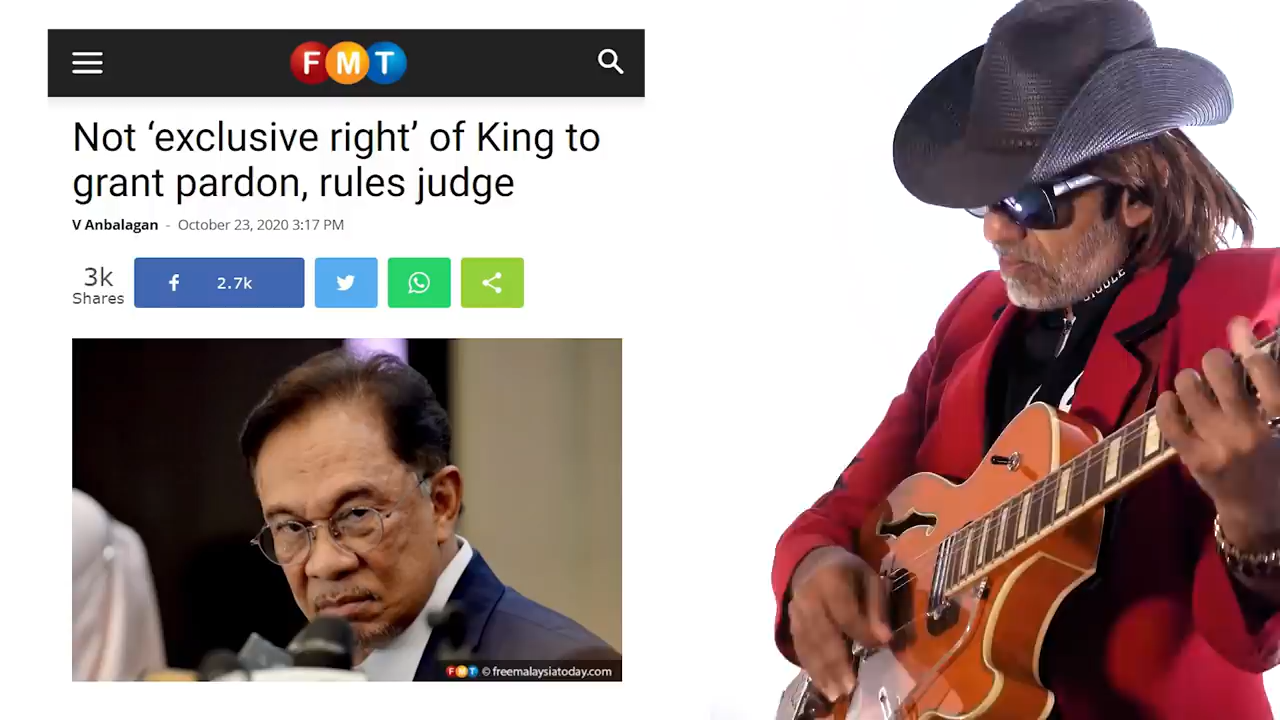 FMT
Not ‘exclusive right’ of King to
grant pardon, rules judge
V Anbalagan - October 23, 2020 3:17 PM
3k
Shares
f 2.7k
FMT © freemalaysiatoday.com